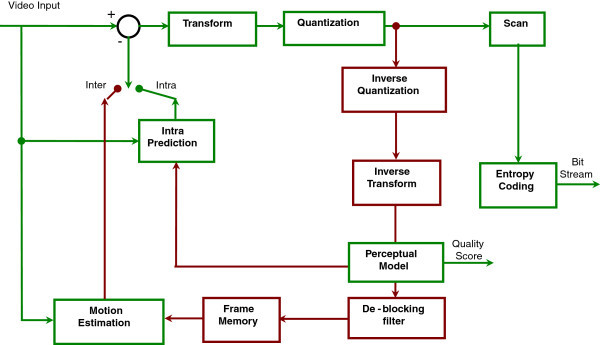 Video Input
+
-
Transform
Quantization
Scan
Inter
Intra
Inverse
Quantization
Intra
Prediction
Inverse
Transform
Entropy
Coding
Bit
Stream
Perceptual
Model
Quality
Score
Motion
Estimation
Frame
Memory
De-blocking
filter